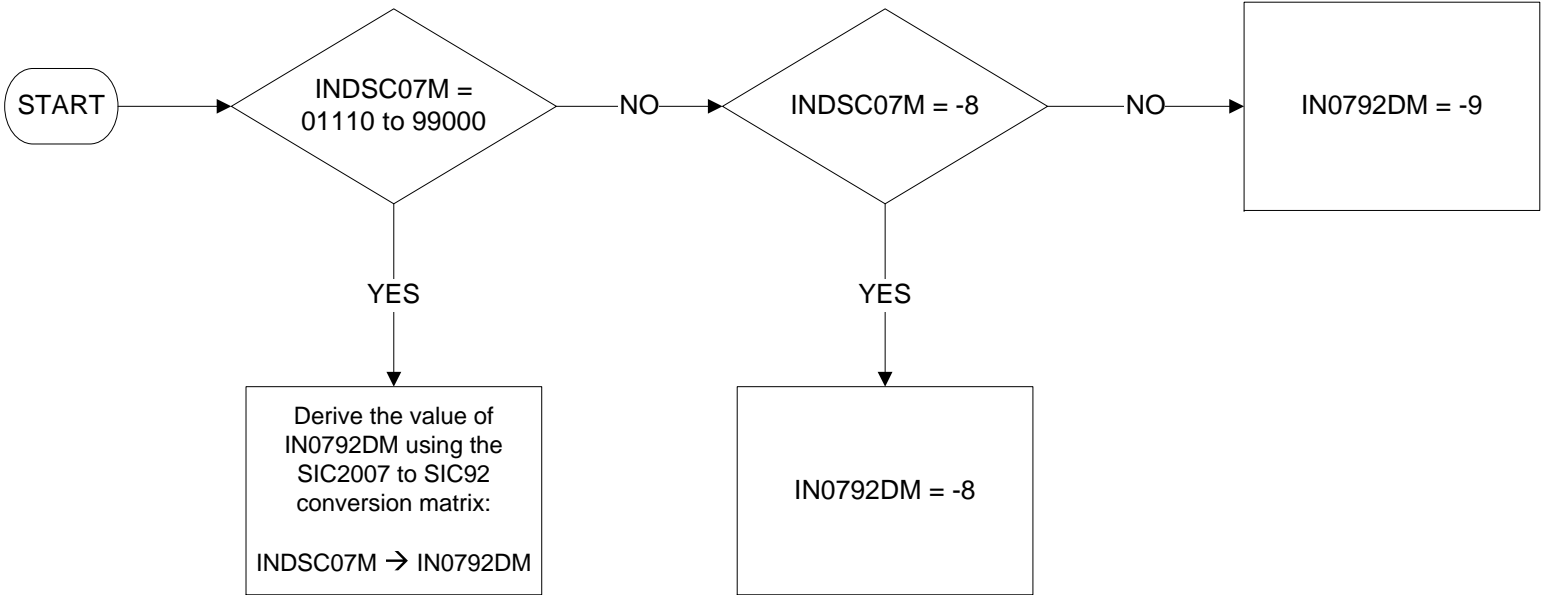 START
INDSC07M =
01110 to 99000
NO
INDSC07M = -8
NO
IN0792DM = -9
YES
YES
Derive the value of
IN0792DM using the
SIC2007 to SIC92
conversion matrix:
INDSC07M → IN0792DM
IN0792DM = -8